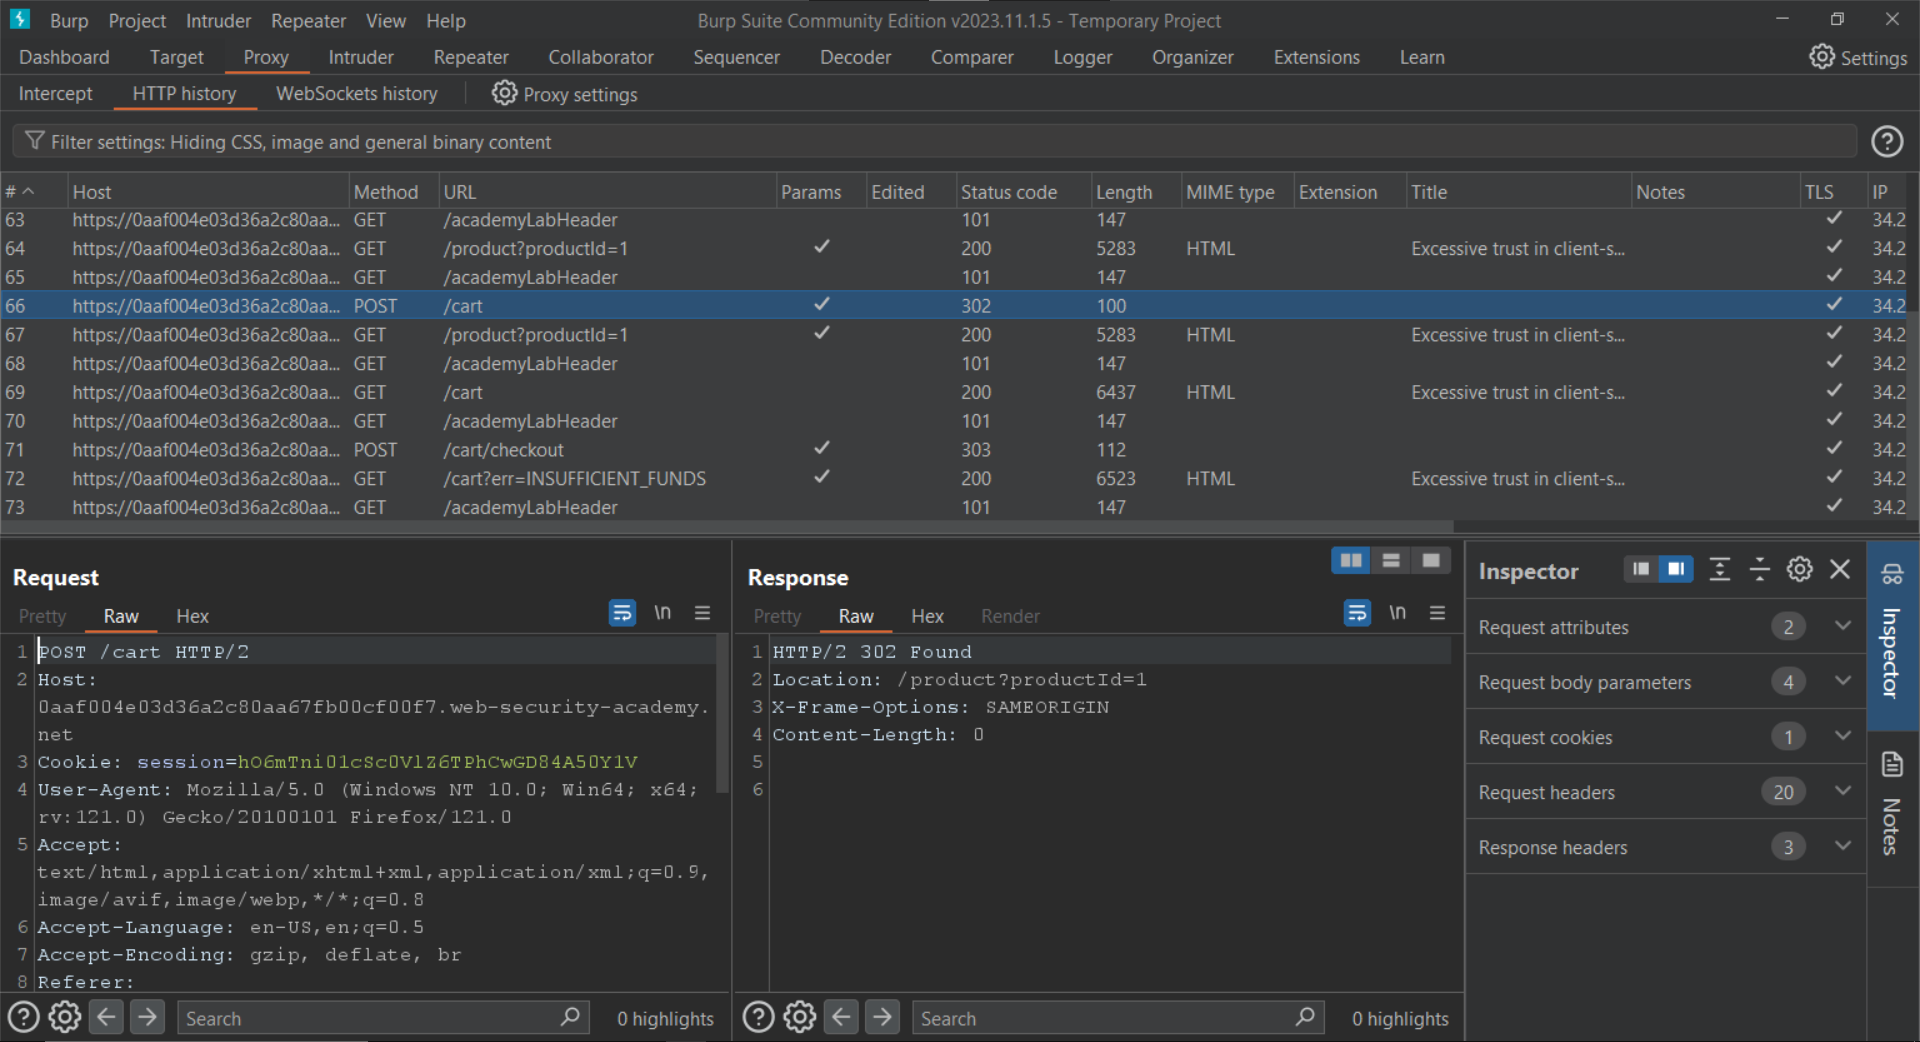 Burp Project Intruder Repeater View Help Burp Suite Community Edition v2023.11.1.5 - Temporary Project
Dashboard Target Proxy Intruder Repeater Collaborator Sequencer Decoder Comparer Logger Organizer Extensions Learn Settings
Intercept HTTP history WebSockets history Proxy settings
Filter settings: Hiding CSS, image and general binary content
# Host Method URL Params Edited Status code Length MIME type Extension Title Notes TLS IP
63 https://0aaf004e03d36a2c80aa... GET /academyLabHeader 101 147 ✓ 34.2
64 https://0aaf004e03d36a2c80aa... GET /product?productId=1 ✓ 200 5283 HTML Excessive trust in client-s... ✓ 34.2
65 https://0aaf004e03d36a2c80aa... GET /academyLabHeader 101 147 ✓ 34.2
66 https://0aaf004e03d36a2c80aa... POST /cart ✓ 302 100 ✓ 34.2
67 https://0aaf004e03d36a2c80aa... GET /product?productId=1 ✓ 200 5283 HTML Excessive trust in client-s... ✓ 34.2
68 https://0aaf004e03d36a2c80aa... GET /academyLabHeader 101 147 ✓ 34.2
69 https://0aaf004e03d36a2c80aa... GET /cart 200 6437 HTML Excessive trust in client-s... ✓ 34.2
70 https://0aaf004e03d36a2c80aa... GET /academyLabHeader 101 147 ✓ 34.2
71 https://0aaf004e03d36a2c80aa... POST /cart/checkout ✓ 303 112 ✓ 34.2
72 https://0aaf004e03d36a2c80aa... GET /cart?err=INSUFFICIENT_FUNDS ✓ 200 6523 HTML Excessive trust in client-s... ✓ 34.2
73 https://0aaf004e03d36a2c80aa... GET /academyLabHeader 101 147 ✓ 34.2
Request
Pretty Raw Hex \n
1 POST /cart HTTP/2
2 Host:
0aaf004e03d36a2c80aa67fb00cf00f7.web-security-academy.
net
3 Cookie: session=hO6mTni01cSc0VlZ6TPhCwGD84A50Y1V
4 User-Agent: Mozilla/5.0 (Windows NT 10.0; Win64; x64;
rv:121.0) Gecko/20100101 Firefox/121.0
5 Accept:
text/html,application/xhtml+xml,application/xml;q=0.9,
image/avif,image/webp,*/*;q=0.8
6 Accept-Language: en-US,en;q=0.5
7 Accept-Encoding: gzip, deflate, br
8 Referer:
Search 0 highlights
Response
Pretty Raw Hex Render \n
1 HTTP/2 302 Found
2 Location: /product?productId=1
3 X-Frame-Options: SAMEORIGIN
4 Content-Length: 0
5
6
Search 0 highlights
Inspector
Request attributes 2
Request body parameters 4
Request cookies 1
Request headers 20
Response headers 3
Inspector
Notes